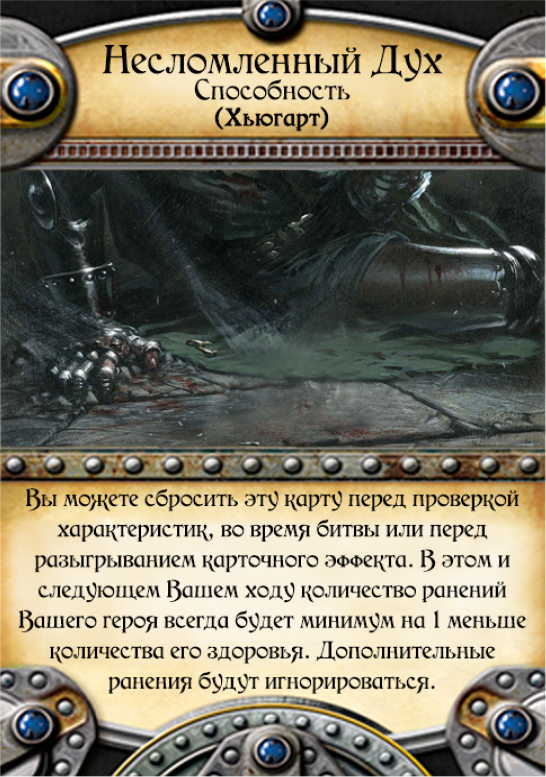 Несломленный Дух
Способность
(Хьюгарт)
Вы можете сбросить эту карту перед проверкой
характеристик, во время битвы или перед
разыгрыванием карточного эффекта. В этом и
следующем Вашем ходу количество ранений
Вашего героя всегда будет минимум на 1 меньше
количества его здоровья. Дополнительные
ранения будут игнорироваться.